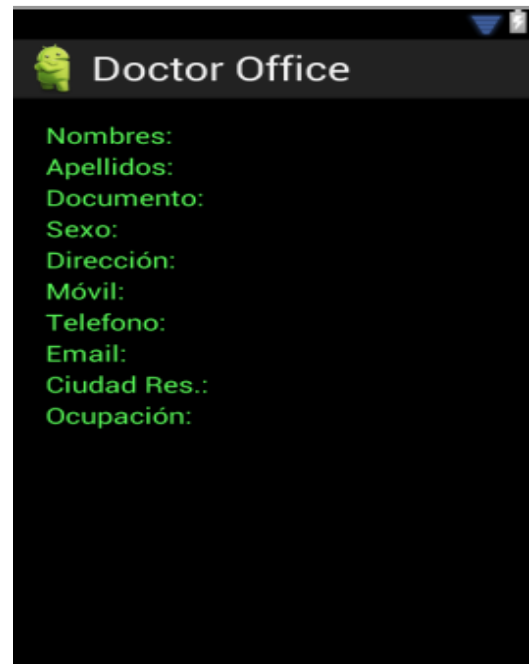 Doctor Office
Nombres:
Apellidos:
Documento:
Sexo:
Dirección:
Móvil:
Telefono:
Email:
Ciudad Res.:
Ocupación: